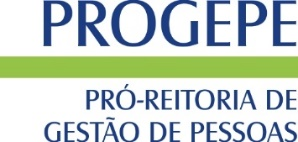 PROGEPE
PRÓ-REITORIA DE
GESTÃO DE PESSOAS